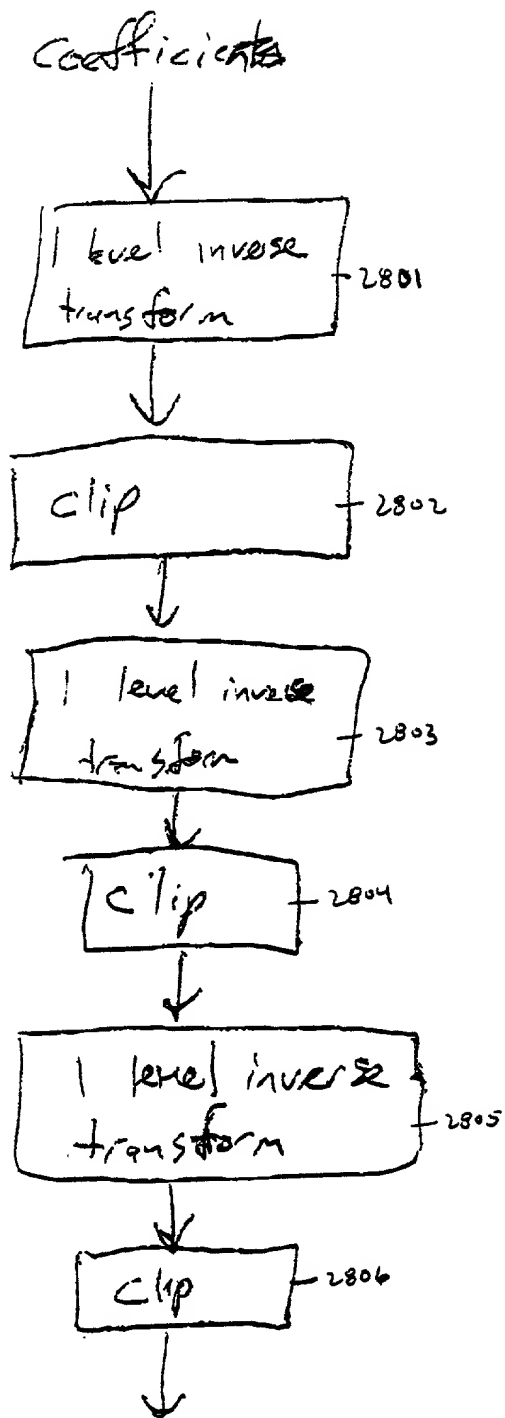 coefficients
1 level inverse
transform
2801
clip
2802
1 level inverse
transform
2803
clip
2804
1 level inverse
transform
2805
clip
2806